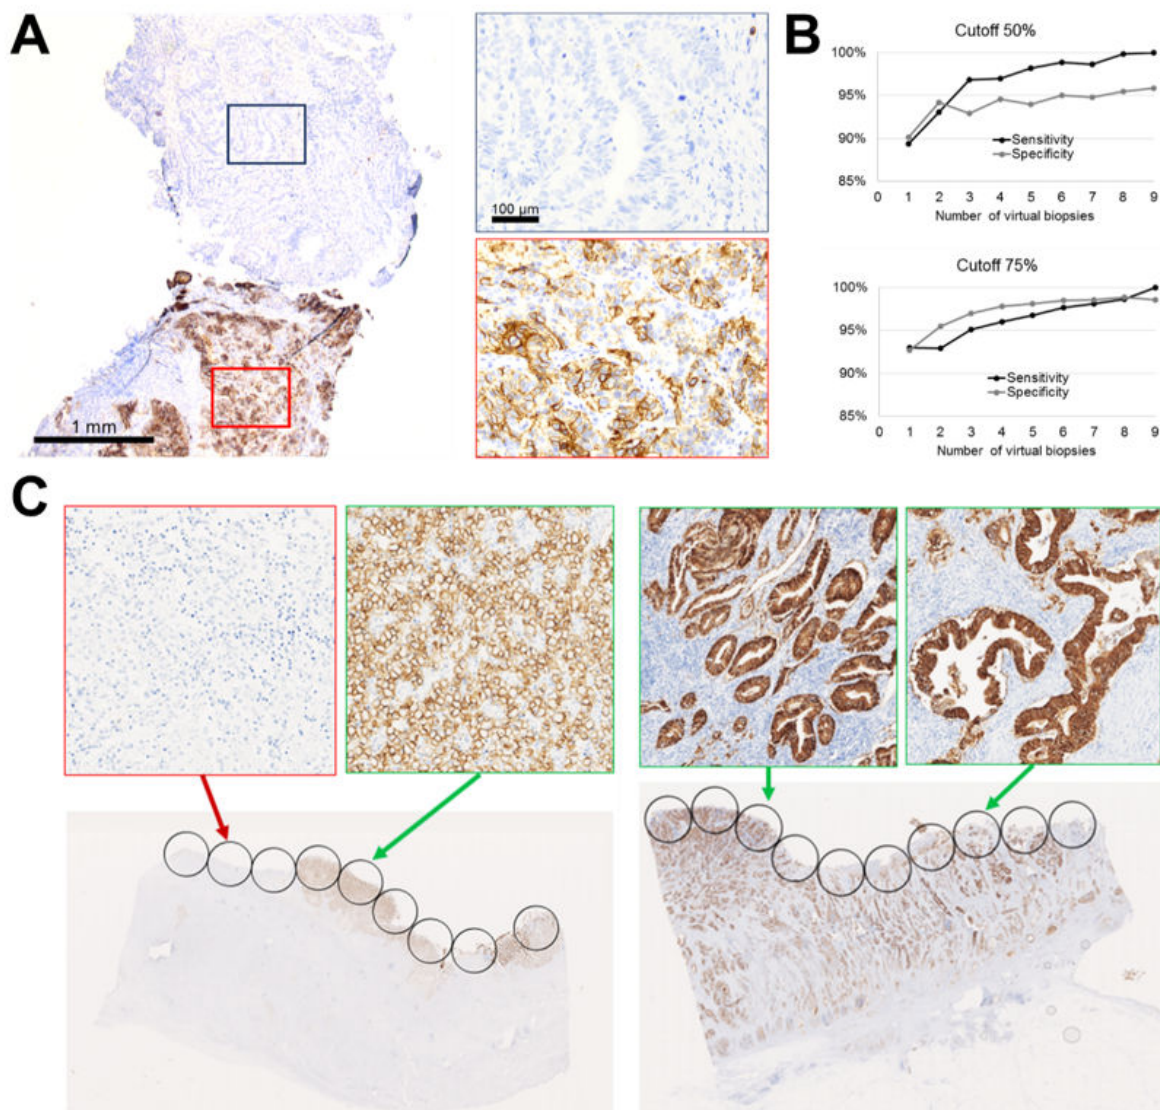 A
1 mm
100 µm
B
Cutoff 50%
100%
95%
90%
85%
Sensitivity
Specificity
0 1 2 3 4 5 6 7 8 9
Number of virtual biopsies
Cutoff 75%
100%
95%
90%
85%
Sensitivity
Specificity
0 1 2 3 4 5 6 7 8 9
Number of virtual biopsies
C